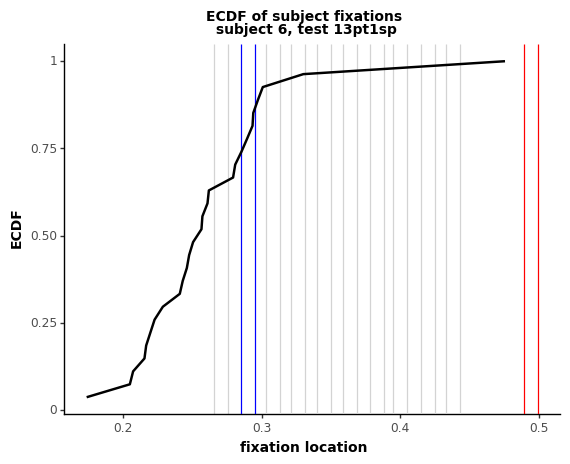 ECDF of subject fixations
subject 6, test 13pt1sp
1
0.75
0.50
0.25
0
ECDF
0.2 0.3 0.4 0.5
fixation location